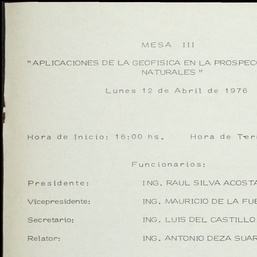 MESA III
"APLICACIONES DE LA GEOFISICA EN LA PROSPEC
NATURALES"
Lunes 12 de Abril de 1976
Hora de Inicio: 16:00 hs. Hora de Ter
Funcionarios:
Presidente: ING. RAUL SILVA ACOSTA
Vicepresidente: ING. MAURICIO DE LA FUE
Secretario: ING. LUIS DEL CASTILLO
Relator: ING. ANTONIO DEZA SUAR